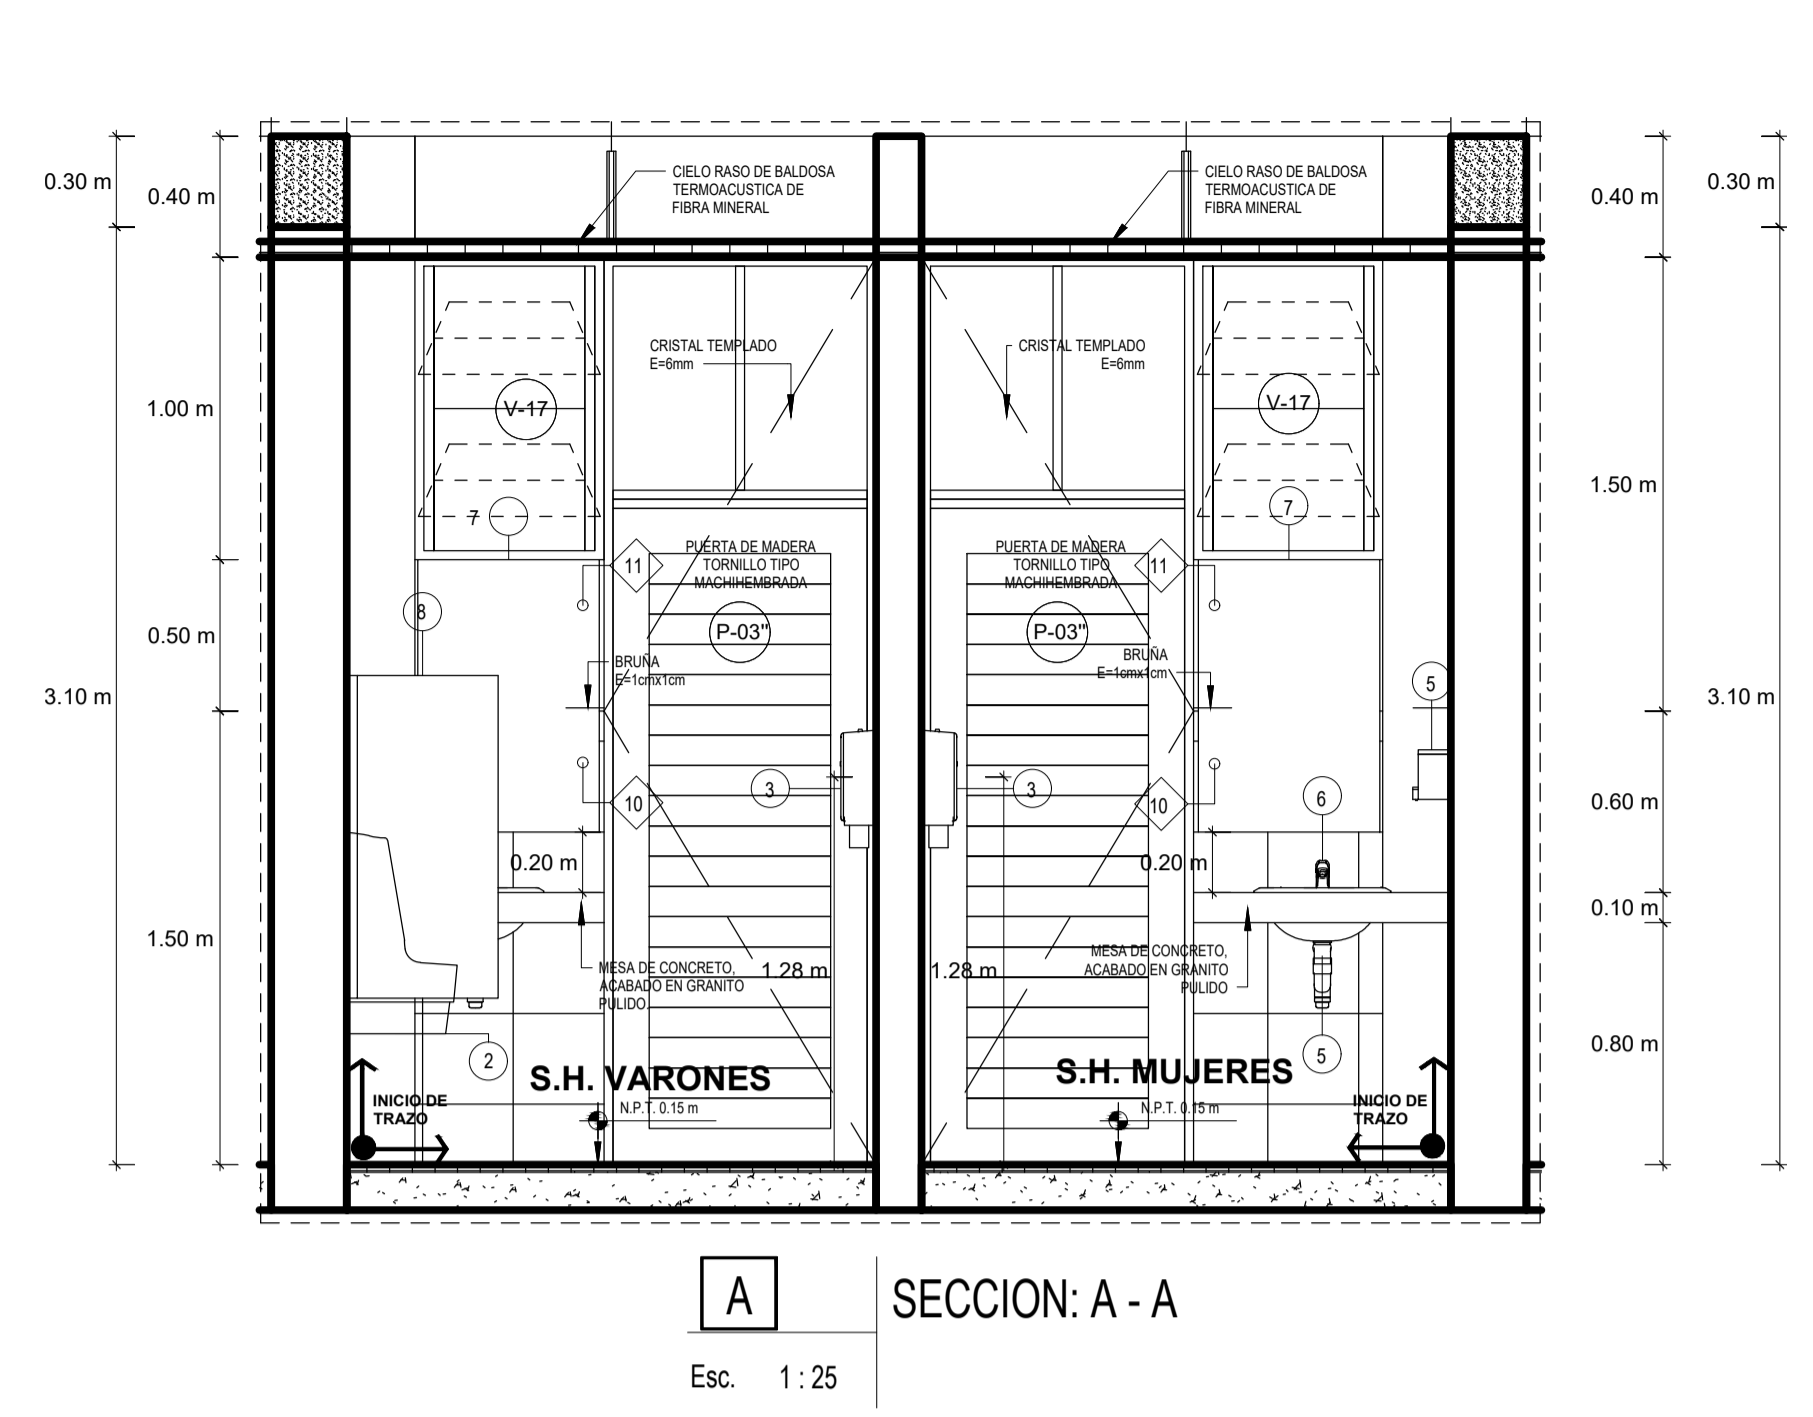 0.30 m
0.40 m
CIELO RASO DE BALDOSA
TERMOACUSTICA DE
FIBRA MINERAL
CIELO RASO DE BALDOSA
TERMOACUSTICA DE
FIBRA MINERAL
0.40 m
0.30 m
CRISTAL TEMPLADO
E=6mm
CRISTAL TEMPLADO
E=6mm
1.00 m
V-17
V-17
1.50 m
7
7
PUERTA DE MADERA
TORNILLO TIPO
MACHIHEMBRADA
PUERTA DE MADERA
TORNILLO TIPO
MACHIHEMBRADA
11
11
8
P-03"
P-03"
0.50 m
BRUÑA
E=1cmx1cm
BRUÑA
E=1cmx1cm
5
3.10 m
3.10 m
3
3
10
10
6
0.60 m
0.20 m
0.20 m
0.10 m
1.50 m
MESA DE CONCRETO,
ACABADO EN GRANITO
PULIDO.
1.28 m
1.28 m
MESA DE CONCRETO,
ACABADO EN GRANITO
PULIDO
0.80 m
2
5
S.H. VARONES
S.H. MUJERES
INICIO DE
TRAZO
N.P.T. 0.15 m
N.P.T. 0.15 m
INICIO DE
TRAZO
A
SECCION: A - A
Esc. 1 : 25